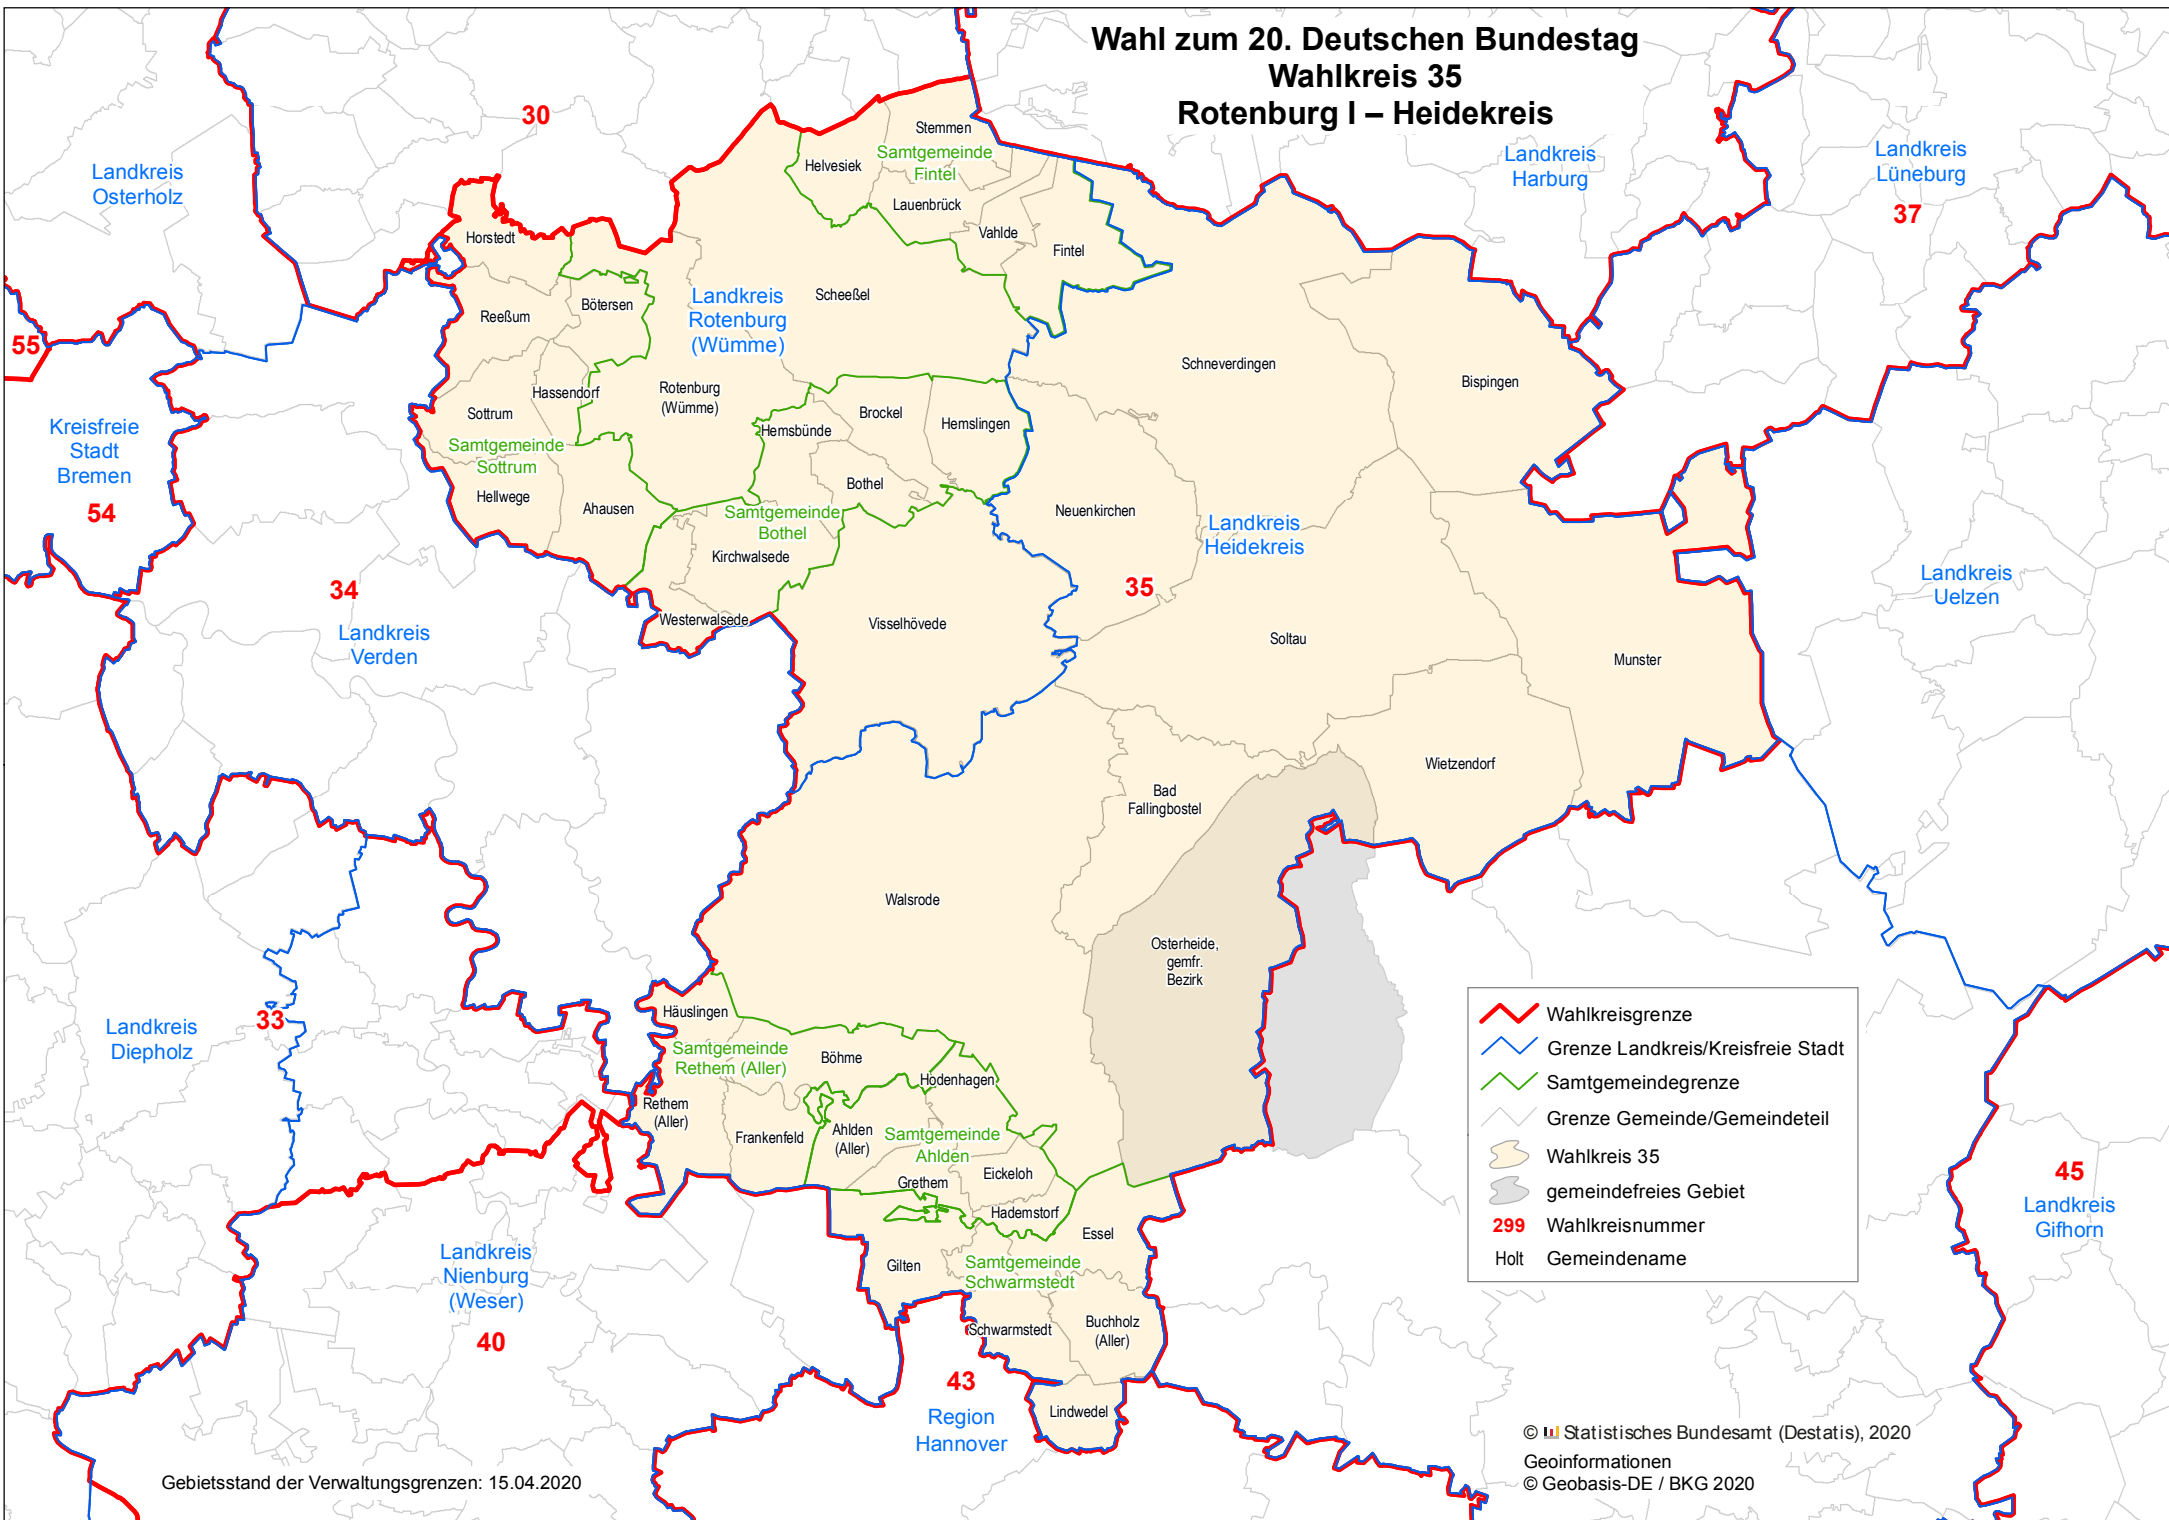 Wahl zum 20. Deutschen Bundestag
Wahlkreis 35
Rotenburg I – Heidekreis
30
Landkreis
Osterholz
Stemmen
Samtgemeinde
Fintel
Helvesiek
Lauenbrück
Vahlde
Fintel
Landkreis
Harburg
Landkreis
Lüneburg
37
Horstedt
Reeßum
Bötersen
Landkreis
Rotenburg
(Wümme)
Scheeßel
55
Schneverdingen
Bispingen
Hassendorf
Sottrum
Rotenburg
(Wümme)
Samtgemeinde
Sottrum
Hemsbünde
Brockel
Hemslingen
Kreisfreie
Stadt
Bremen
54
Hellwege
Ahausen
Bothel
Samtgemeinde
Bothel
Kirchwalsede
Neuenkirchen
Landkreis
Heidekreis
35
34
Landkreis
Verden
Westerwalsede
Visselhövede
Soltau
Munster
Landkreis
Uelzen
Wietzendorf
Bad
Fallingbostel
Walsrode
Osterheide,
gemfr.
Bezirk
Landkreis
Diepholz
33
Häuslingen
Samtgemeinde
Rethem (Aller)
Böhme
Hodenhagen
Rethem
(Aller)
Frankenfeld
Ahlden
(Aller)
Samtgemeinde
Ahlden
Eickeloh
Grethem
Hademstorf
Essel
Gilten
Samtgemeinde
Schwarmstedt
Schwarmstedt
Buchholz
(Aller)
Lindwedel
Landkreis
Nienburg
(Weser)
40
43
Region
Hannover
Wahlkreisgrenze
Grenze Landkreis/Kreisfreie Stadt
Samtgemeindegrenze
Grenze Gemeinde/Gemeindeteil
Wahlkreis 35
gemeindefreies Gebiet
299 Wahlkreisnummer
Holt Gemeindename
45
Landkreis
Gifhorn
Gebietsstand der Verwaltungsgrenzen: 15.04.2020
© Statistisches Bundesamt (Destatis), 2020
Geoinformationen
© Geobasis-DE / BKG 2020